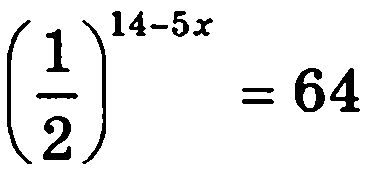 (1/2)^{14-5x} = 64